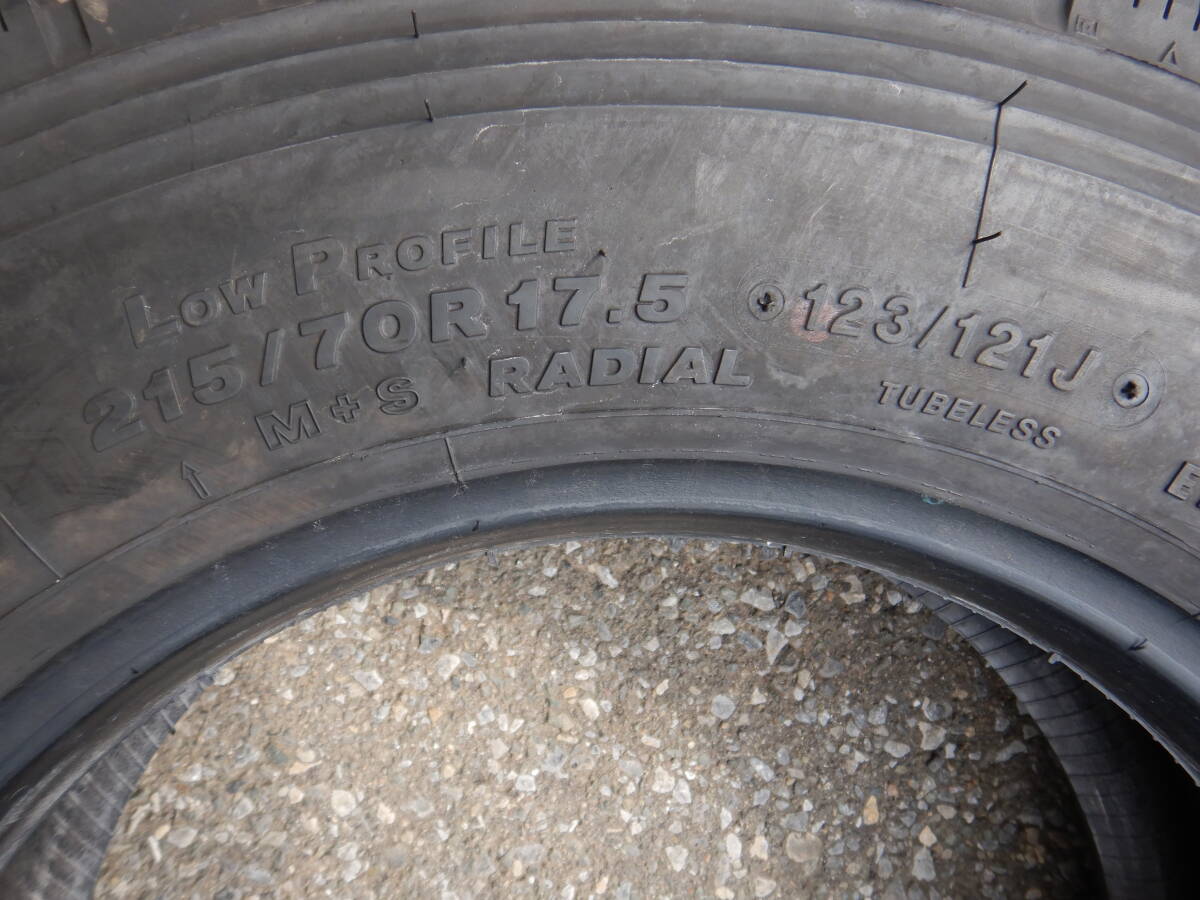 LOW PROFILE
215/70R17.5 123/121J
M+S RADIAL TUBELESS